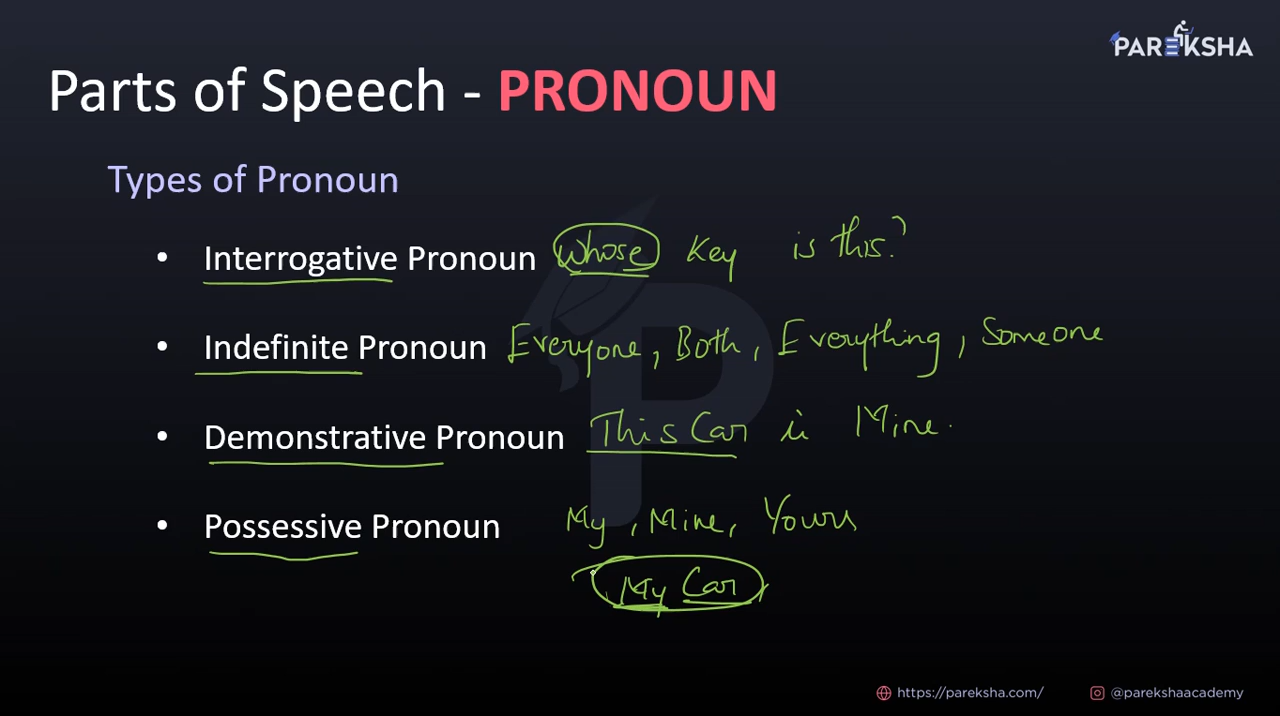 PAREKSHA
Parts of Speech - PRONOUN
Types of Pronoun
• Interrogative Pronoun Whose Key is this?
• Indefinite Pronoun Everyone, Both, Everything, Someone
• Demonstrative Pronoun This Car is Mine.
• Possessive Pronoun My, Mine, Yours
My Car
https://pareksha.com/ @parekshaacademy